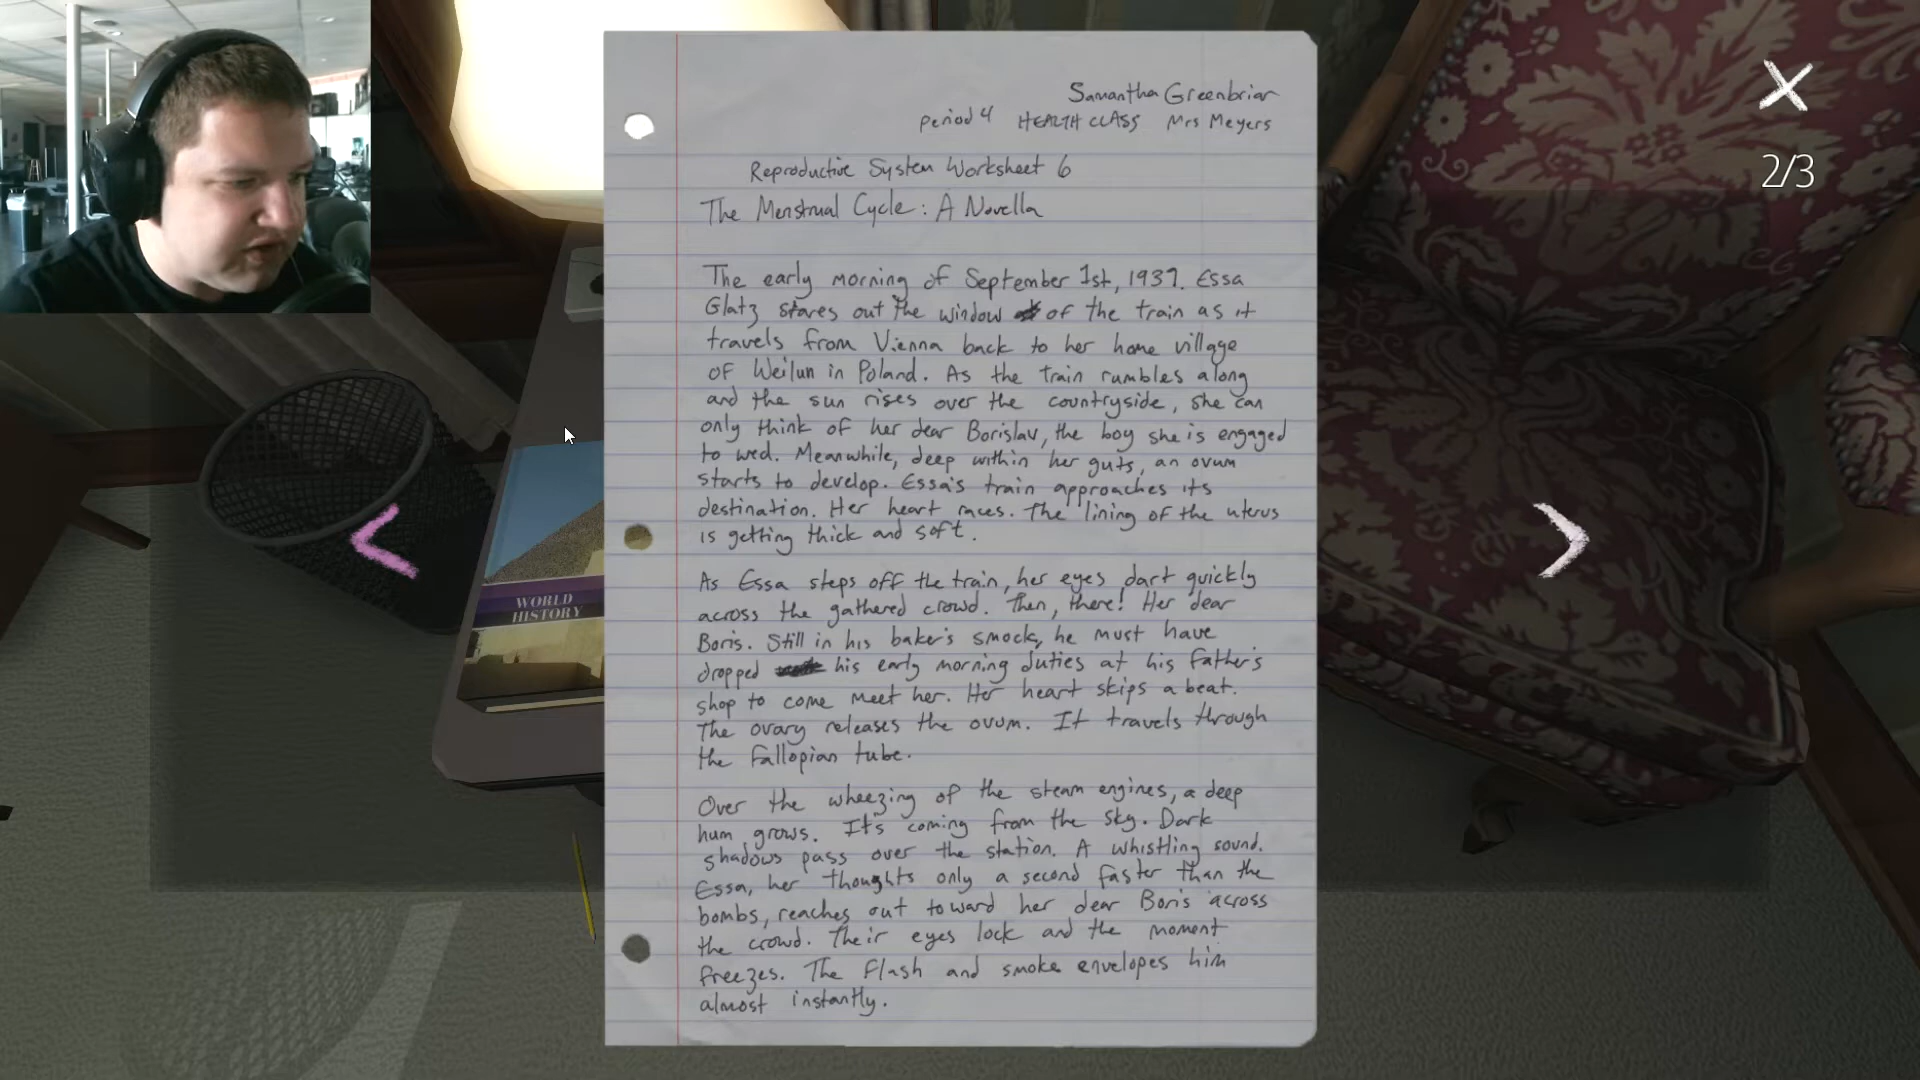 Samantha Greenbriar
period 4 HEALTH CLASS Mrs Meyers
Reproductive System Worksheet 6
The Menstrual Cycle: A Novella
The early morning of September 1st, 1939. Essa
Glatz stares out the window of the train as it
travels from Vienna back to her home village
of Weilun in Poland. As the train rumbles along
and the sun rises over the countryside, she can
only think of her dear Borislav, the boy she is engaged
to wed. Meanwhile, deep within her guts, an ovum
starts to develop. Essa's train approaches its
destination. Her heart races. The lining of the uterus
is getting thick and soft.
As Essa steps off the train, her eyes dart quickly
across the gathered crowd. Then, there! Her dear
Boris. Still in his baker's smock, he must have
dropped his early morning duties at his father's
shop to come meet her. Her heart skips a beat.
The ovary releases the ovum. It travels through
the fallopian tube.
Over the wheezing of the steam engines, a deep
hum grows. It's coming from the sky. Dark
shadows pass over the station. A whistling sound.
Essa, her thoughts only a second faster than the
bombs, reaches out toward her dear Boris across
the crowd. Their eyes lock and the moment
freezes. The flash and smoke envelopes him
almost instantly.
2/3
WORLD
HISTORY